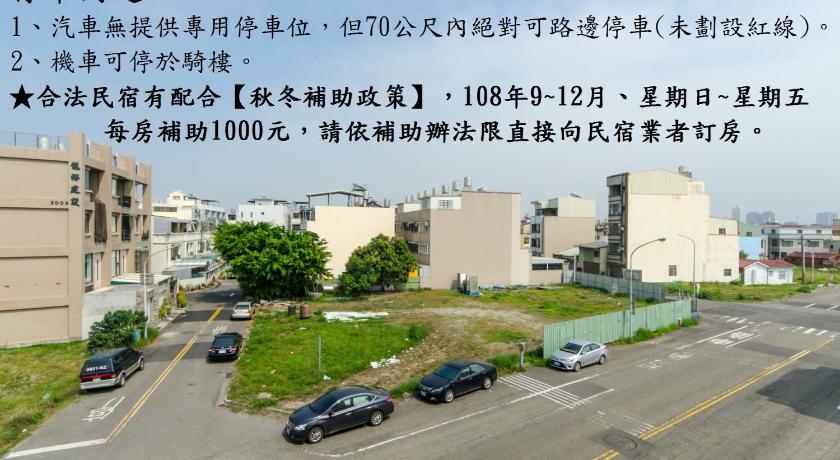 1、汽車無提供專用停車位，但70公尺內絕對可路邊停車(未劃設紅線)。
2、機車可停於騎樓。
★合法民宿有配合【秋冬補助政策】，108年9~12月、星期日~星期五
每房補助1000元，請依補助辦法限直接向民宿業者訂房。